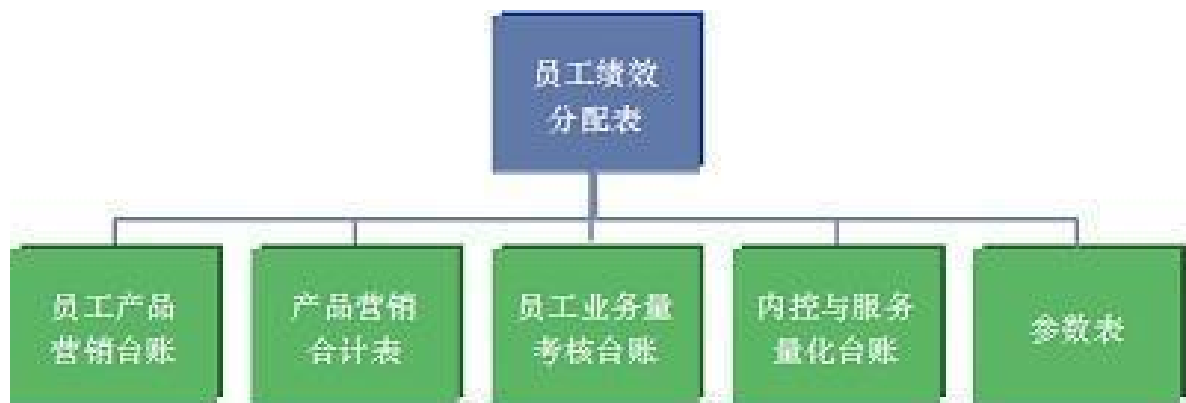 员工绩效
分配表
员工产品
营销台账
产品营销
合计表
员工业务量
考核台账
内控与服务
量化台账
参数表